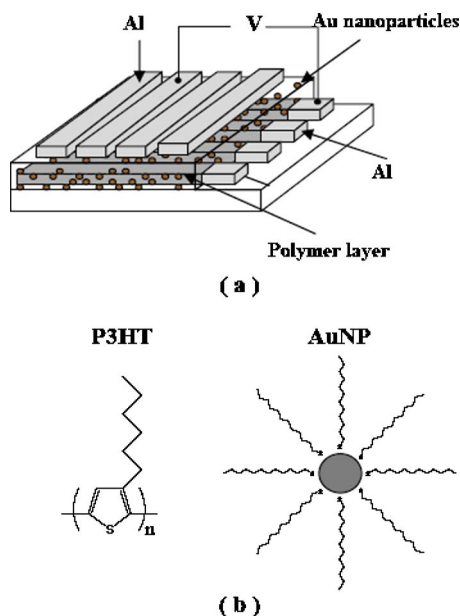 Al
V
Au nanoparticles
Al
Polymer layer
( a )
P3HT
AuNP
S
n
( b )